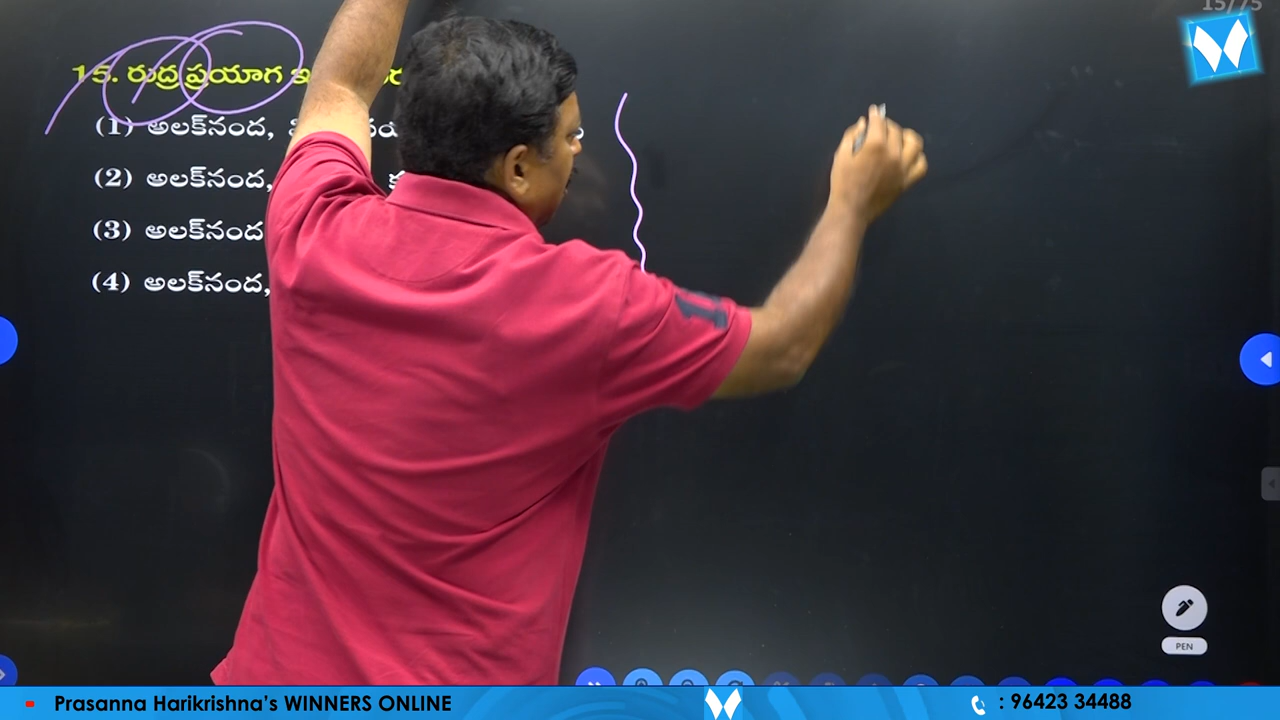 15/75
15. రుద్రప్రయాగ
(1) అలక్‌నంద,
(2) అలక్‌నంద,
(3) అలక్‌నంద
(4) అలక్‌నంద,
PEN
Prasanna Harikrishna's WINNERS ONLINE
: 96423 34488